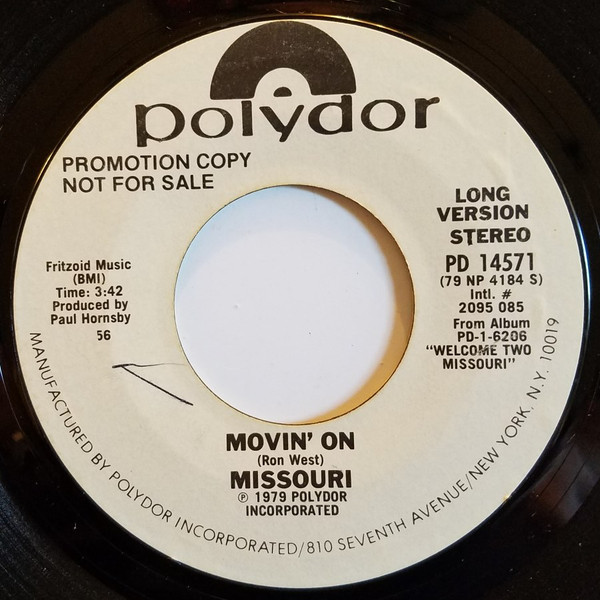 polydor
PROMOTION COPY
NOT FOR SALE
LONG
VERSION
STEREO
PD 14571
(79 NP 4184 S)
Intl. #
2095 085
From Album
PD-1-6206
"WELCOME TWO
MISSOURI"
Fritzoid Music
(BMI)
Time: 3:42
Produced by
Paul Hornsby
56
MOVIN' ON
(Ron West)
MISSOURI
℗ 1979 POLYDOR
INCORPORATED
MANUFACTURED BY POLYDOR INCORPORATED/810 SEVENTH AVENUE/NEW YORK, N.Y. 10019